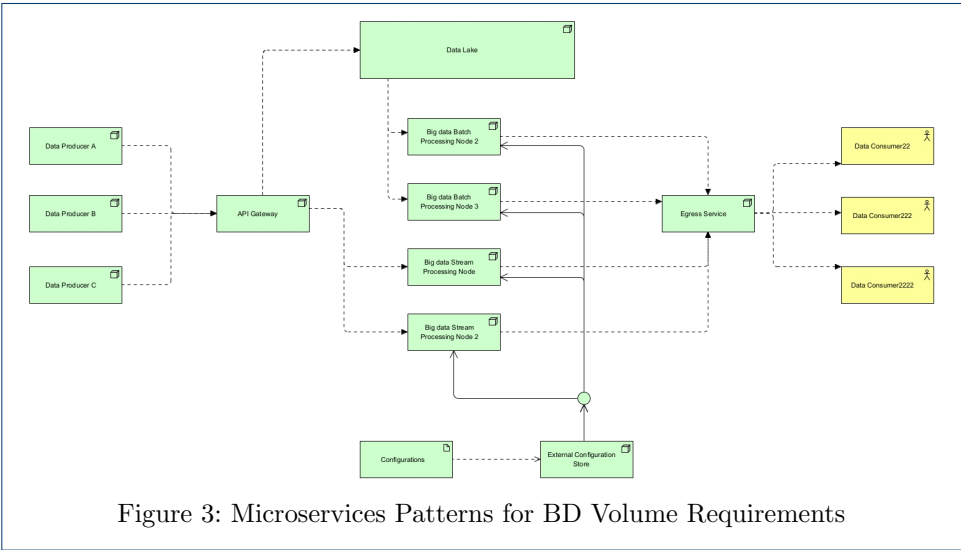 Data Lake
Big data Batch
Processing Node 2
Data Producer A
Data Consumer22
Big data Batch
Processing Node 3
Data Producer B
API Gateway
Egress Service
Data Consumer222
Big data Stream
Processing Node
Data Producer C
Data Consumer2222
Big data Stream
Processing Node 2
Configurations
External Configuration
Store
Figure 3: Microservices Patterns for BD Volume Requirements